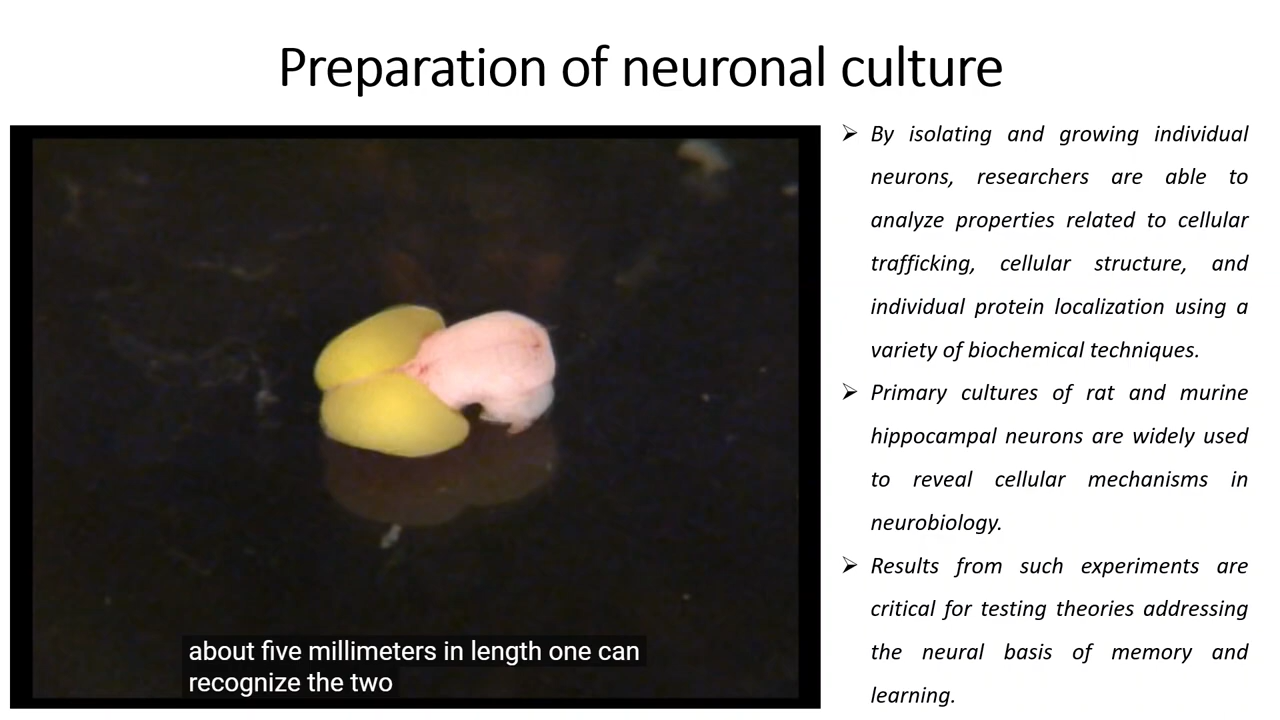 Preparation of neuronal culture
about five millimeters in length one can
recognize the two
➢ By isolating and growing individual
neurons, researchers are able to
analyze properties related to cellular
trafficking, cellular structure, and
individual protein localization using a
variety of biochemical techniques.
➢ Primary cultures of rat and murine
hippocampal neurons are widely used
to reveal cellular mechanisms in
neurobiology.
➢ Results from such experiments are
critical for testing theories addressing
the neural basis of memory and
learning.